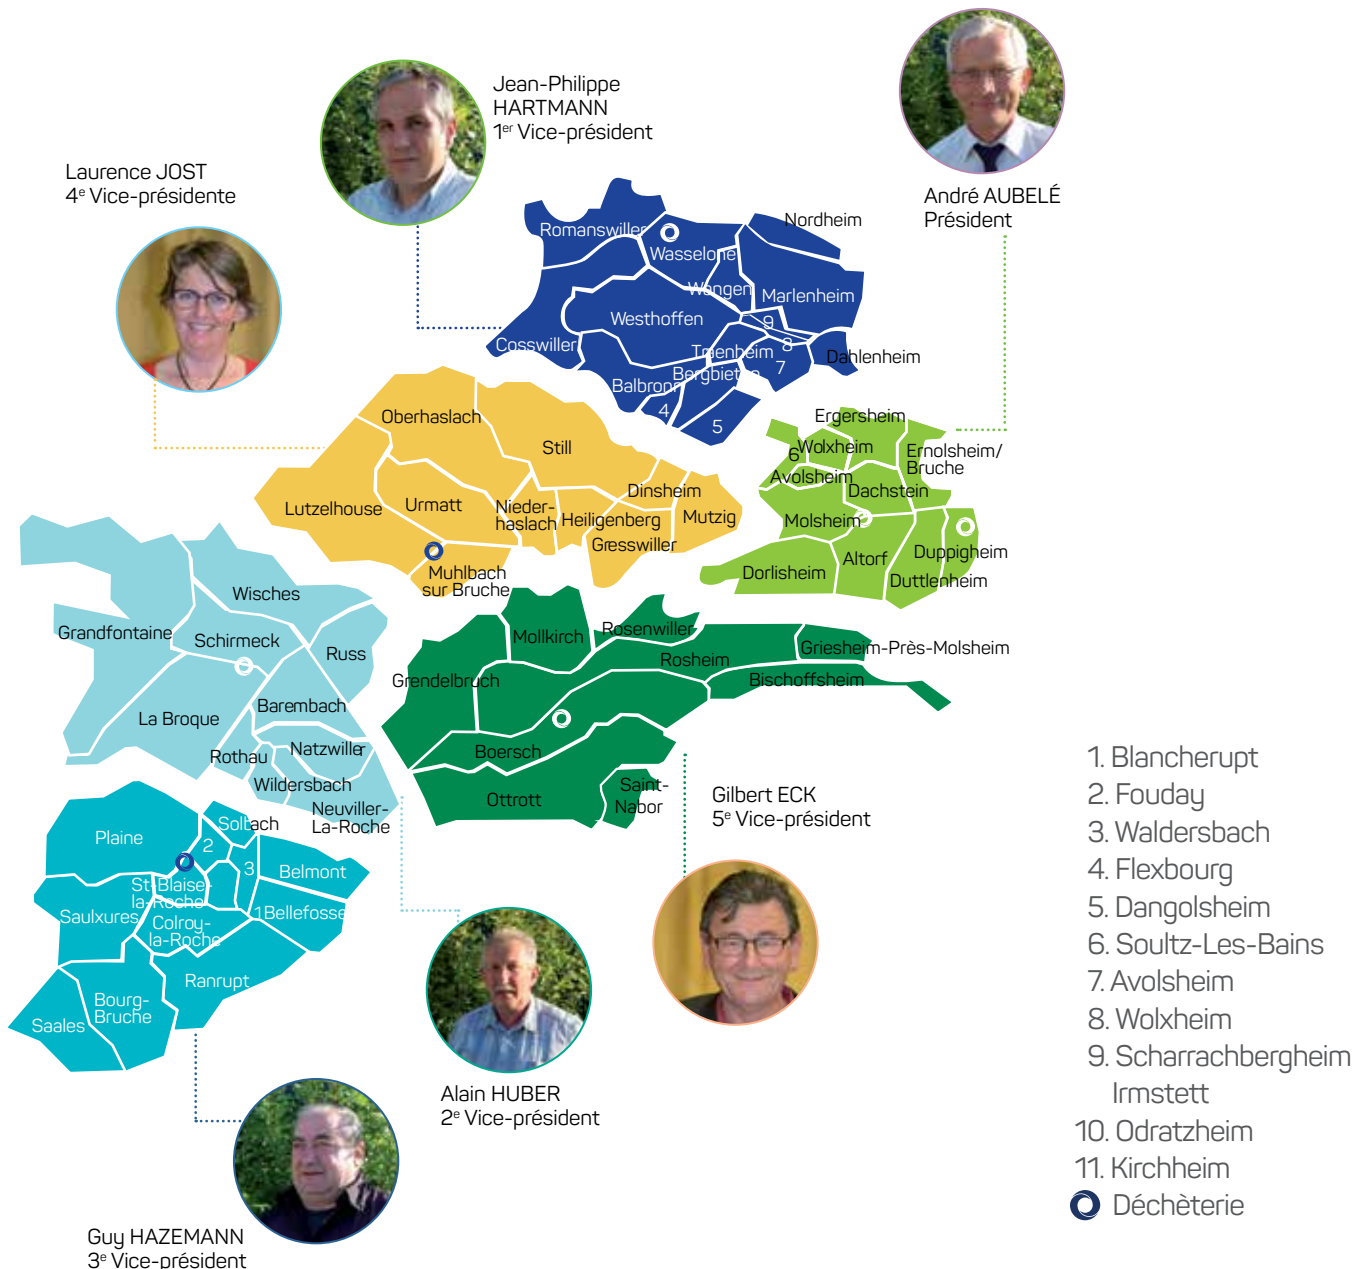 Jean-Philippe
HARTMANN
1er Vice-président
Laurence JOST
4e Vice-présidente
André AUBELÉ
Président
Romanswiller
Nordheim
Wasselone
Wangen
Marlenheim
Westhoffen
9
Cosswiller
Traenheim
8
7
Dahlenheim
Balbronn
Bergbieten
4
5
Oberhaslach
Still
Lutzelhouse
Urmatt
Nieder-
haslach
Heiligenberg
Dinsheim
Mutzig
Gresswiller
Muhlbach
sur Bruche
Ergersheim
6
Wolxheim
Ernolsheim/
Bruche
Avolsheim
Dachstein
Molsheim
Altorf
Duppigheim
Dorlisheim
Duttlenheim
Wisches
Grandfontaine
Schirmeck
Russ
La Broque
Barembach
Rothau
Natzwiller
Wildersbach
Neuviller-
La-Roche
Mollkirch
Rosenwiller
Griesheim-Près-Molsheim
Rosheim
Grendelbruch
Bischoffsheim
Boersch
Ottrott
Saint-
Nabor
Plaine
Solbach
2
3
Belmont
St-Blaise-
la-Roche
Saulxures
1
Bellefosse
Colroy-
la-Roche
Ranrupt
Bourg-
Bruche
Saales
Gilbert ECK
5e Vice-président
Alain HUBER
2e Vice-président
Guy HAZEMANN
3e Vice-président
1. Blancherupt
2. Fouday
3. Waldersbach
4. Flexbourg
5. Dangolsheim
6. Soultz-Les-Bains
7. Avolsheim
8. Wolxheim
9. Scharrachbergheim
Irmstett
10. Odratzheim
11. Kirchheim
Déchèterie